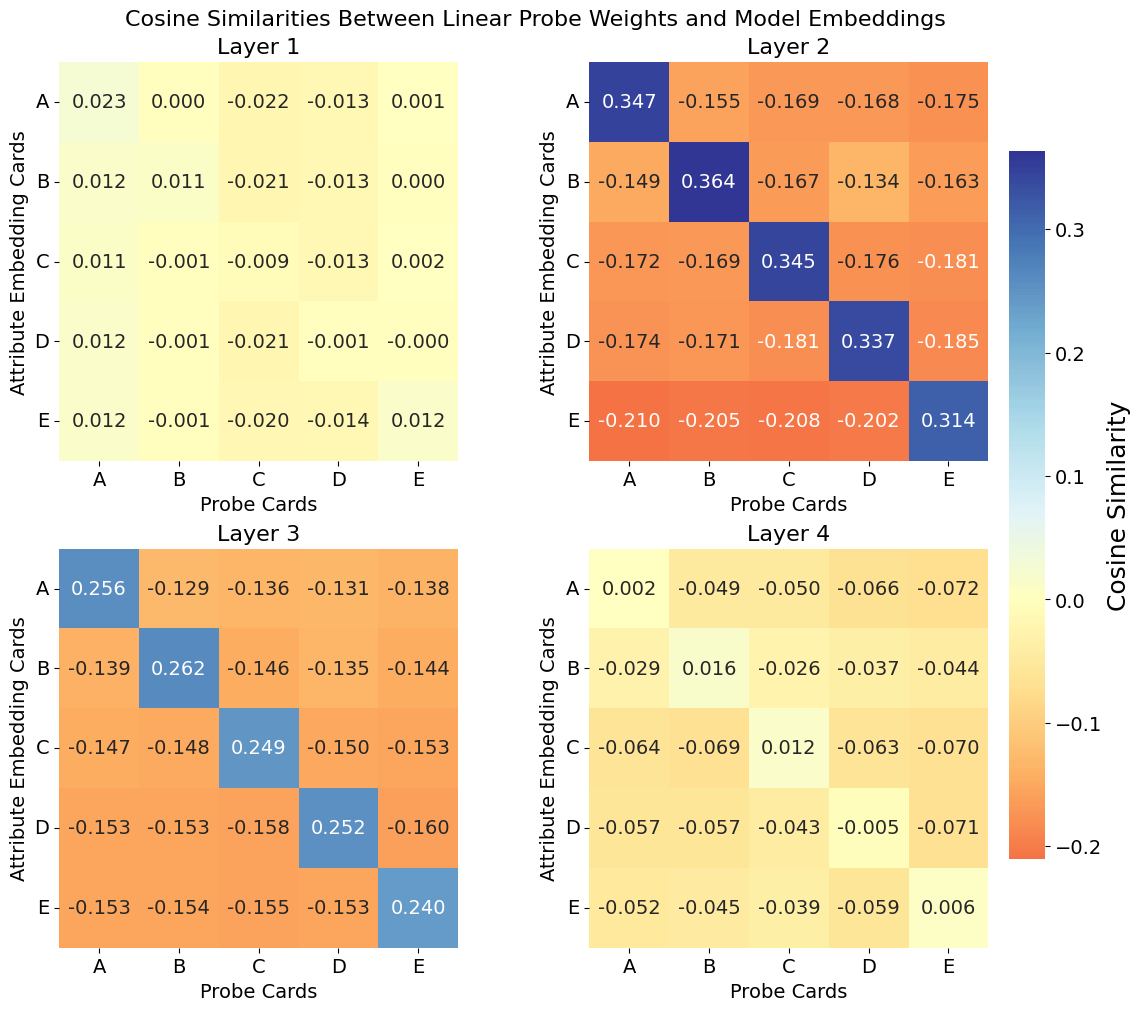 Cosine Similarities Between Linear Probe Weights and Model Embeddings
Layer 1
Attribute Embedding Cards
A 0.023 0.000 -0.022 -0.013 0.001
B 0.012 0.011 -0.021 -0.013 0.000
C 0.011 -0.001 -0.009 -0.013 0.002
D 0.012 -0.001 -0.021 -0.001 -0.000
E 0.012 -0.001 -0.020 -0.014 0.012
A B C D E
Probe Cards
Layer 2
Attribute Embedding Cards
A 0.347 -0.155 -0.169 -0.168 -0.175
B -0.149 0.364 -0.167 -0.134 -0.163
C -0.172 -0.169 0.345 -0.176 -0.181
D -0.174 -0.171 -0.181 0.337 -0.185
E -0.210 -0.205 -0.208 -0.202 0.314
A B C D E
Probe Cards
Layer 3
Attribute Embedding Cards
A 0.256 -0.129 -0.136 -0.131 -0.138
B -0.139 0.262 -0.146 -0.135 -0.144
C -0.147 -0.148 0.249 -0.150 -0.153
D -0.153 -0.153 -0.158 0.252 -0.160
E -0.153 -0.154 -0.155 -0.153 0.240
A B C D E
Probe Cards
Layer 4
Attribute Embedding Cards
A 0.002 -0.049 -0.050 -0.066 -0.072
B -0.029 0.016 -0.026 -0.037 -0.044
C -0.064 -0.069 0.012 -0.063 -0.070
D -0.057 -0.057 -0.043 -0.005 -0.071
E -0.052 -0.045 -0.039 -0.059 0.006
A B C D E
Probe Cards
0.3
0.2
0.1
0.0
−0.1
−0.2
Cosine Similarity